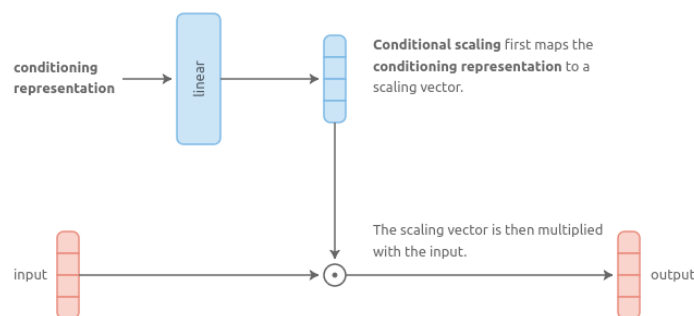 conditioning
representation
linear
Conditional scaling first maps the
conditioning representation to a
scaling vector.
The scaling vector is then multiplied
with the input.
input
output